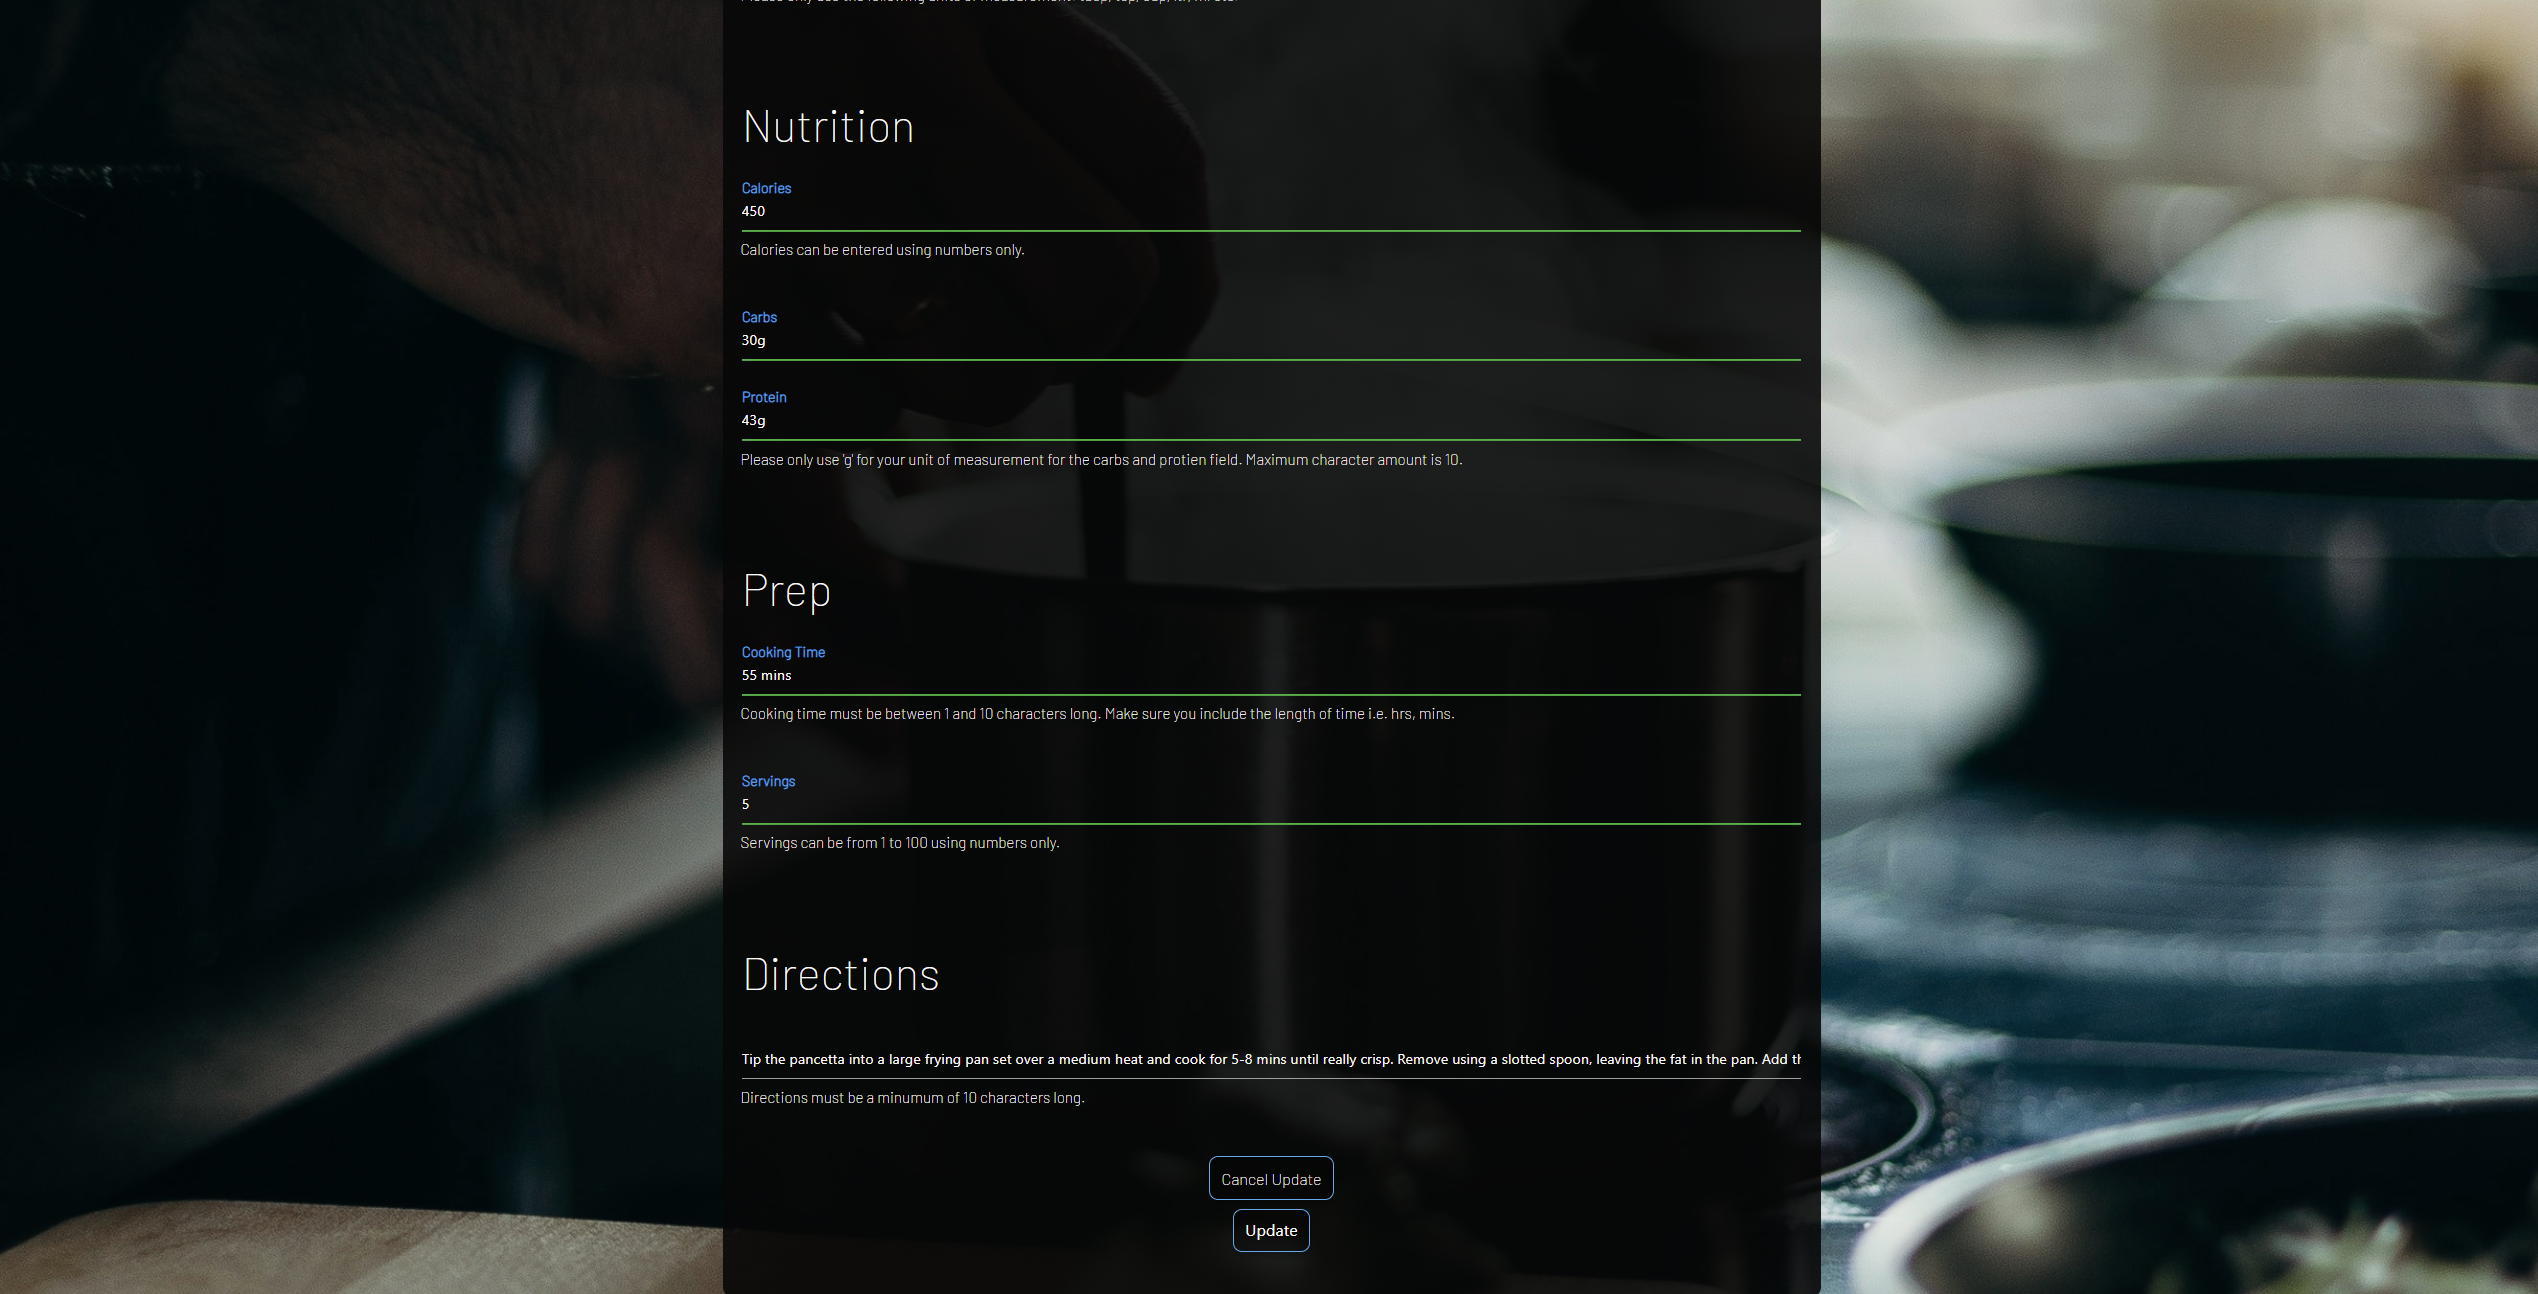 Nutrition
Calories
450
Calories can be entered using numbers only.
Carbs
30g
Protein
43g
Please only use 'g' for your unit of measurement for the carbs and protien field. Maximum character amount is 10.
Prep
Cooking Time
55 mins
Cooking time must be between 1 and 10 characters long. Make sure you include the length of time i.e. hrs, mins.
Servings
5
Servings can be from 1 to 100 using numbers only.
Directions
Tip the pancetta into a large frying pan set over a medium heat and cook for 5-8 mins until really crisp. Remove using a slotted spoon, leaving the fat in the pan. Add
Directions must be a minumum of 10 characters long.
Cancel Update
Update